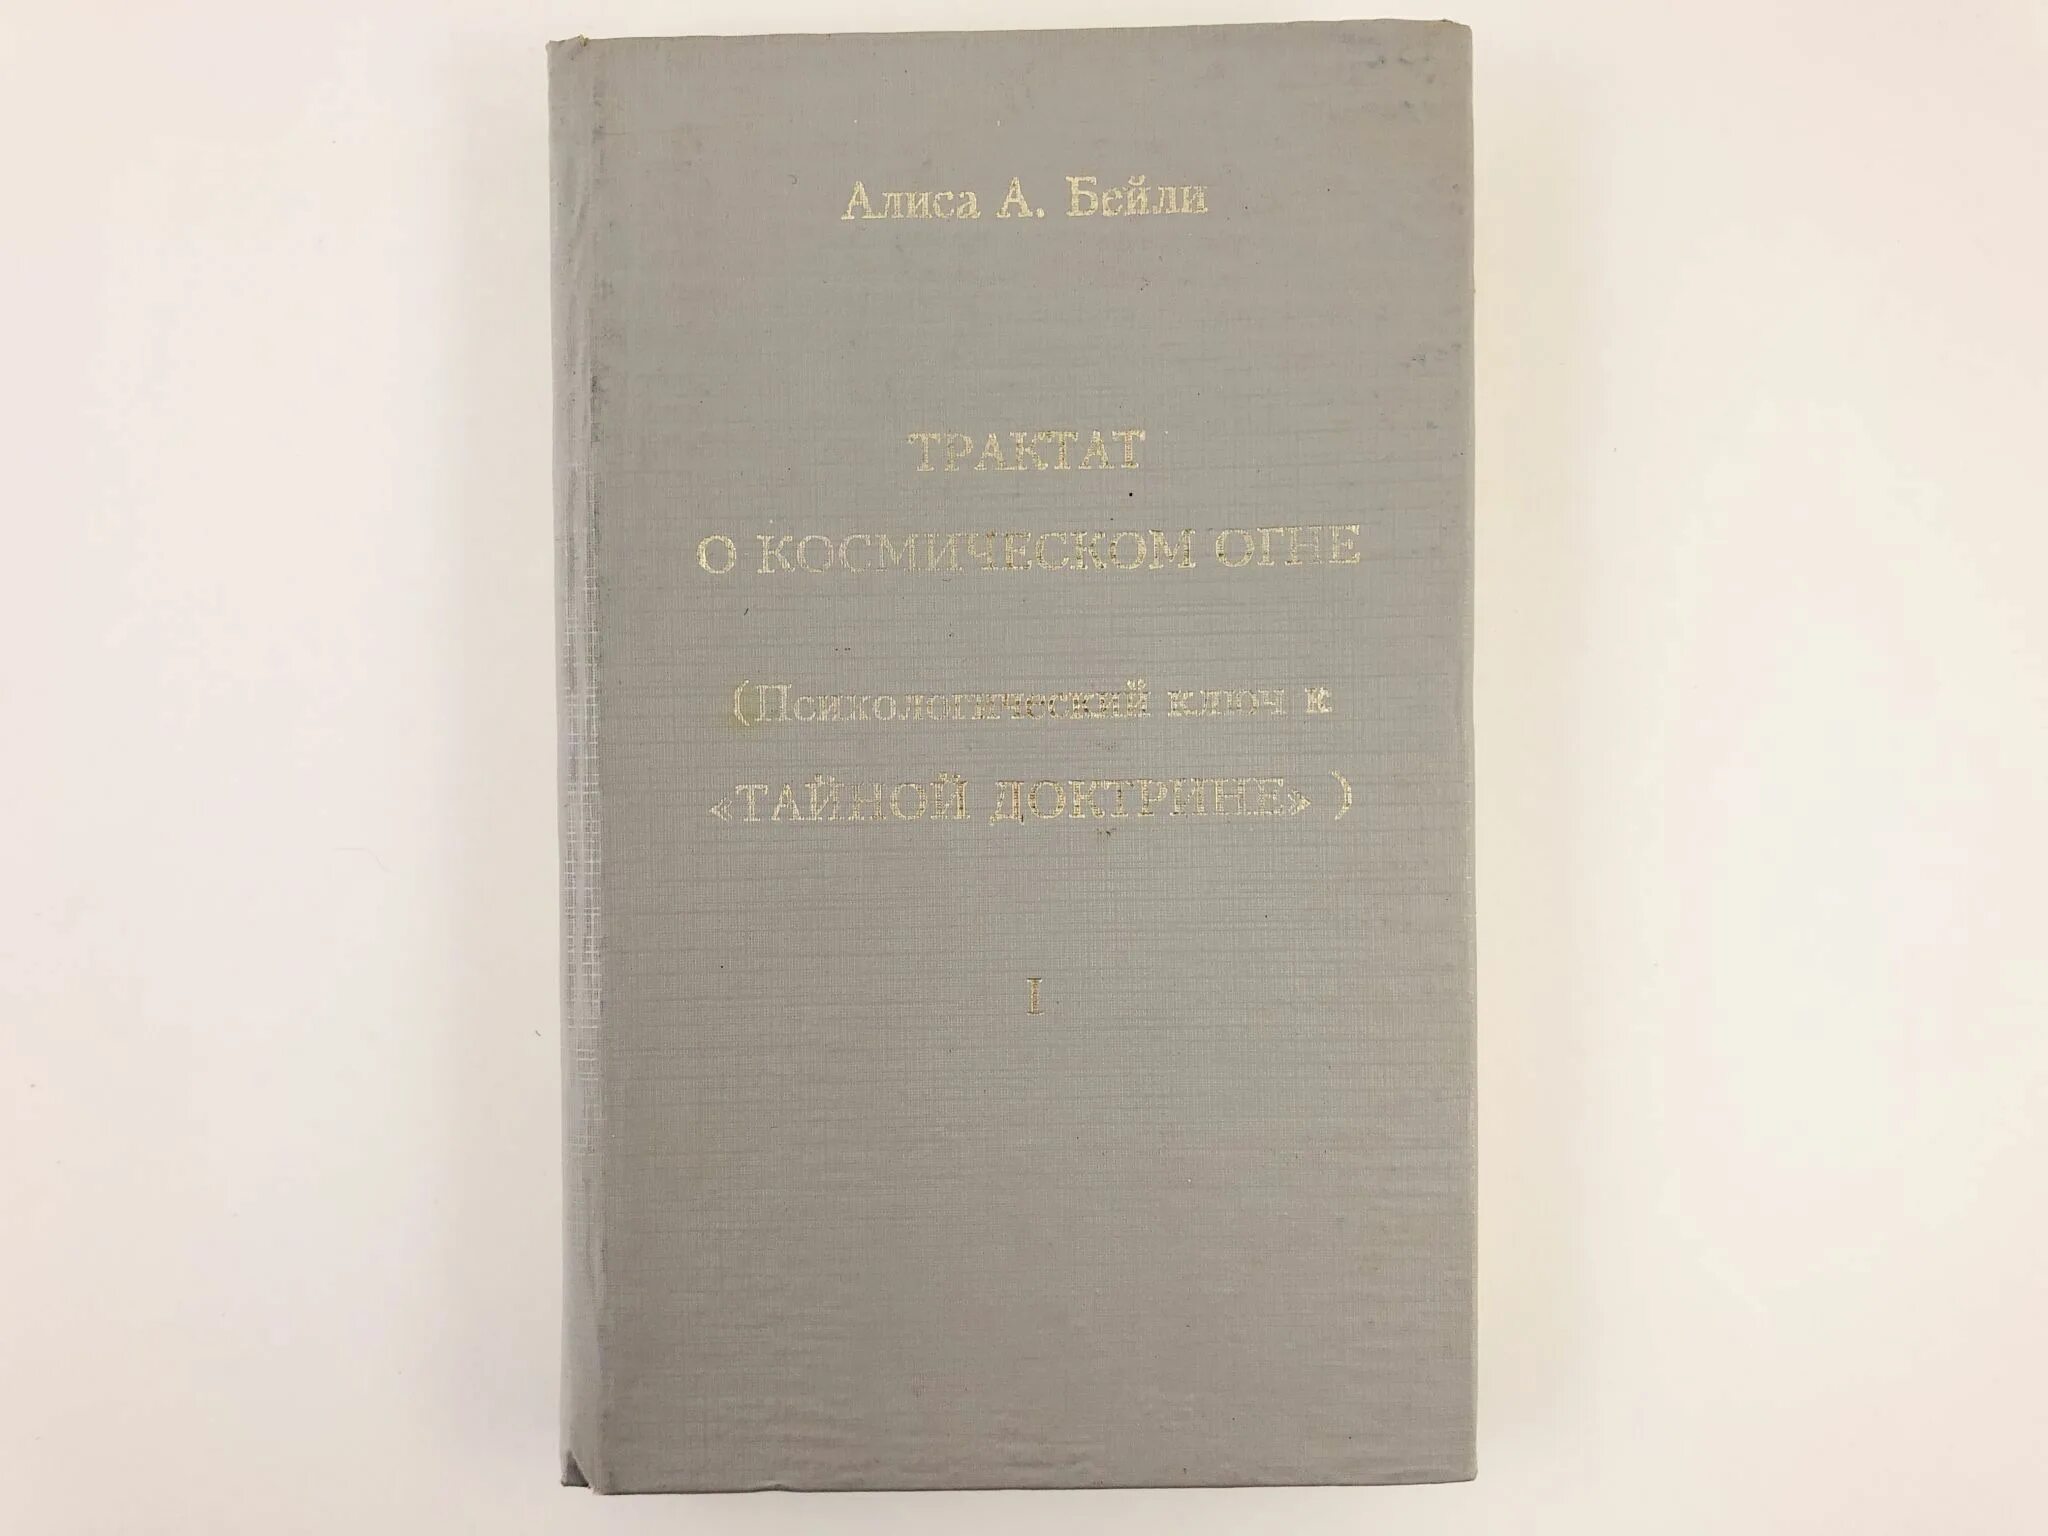 Алиса А. Бейли
ТРАКТАТ
О КОСМИЧЕСКОМ ОГНЕ
(Психологический ключ к
«ТАЙНОЙ ДОКТРИНЕ»)
I